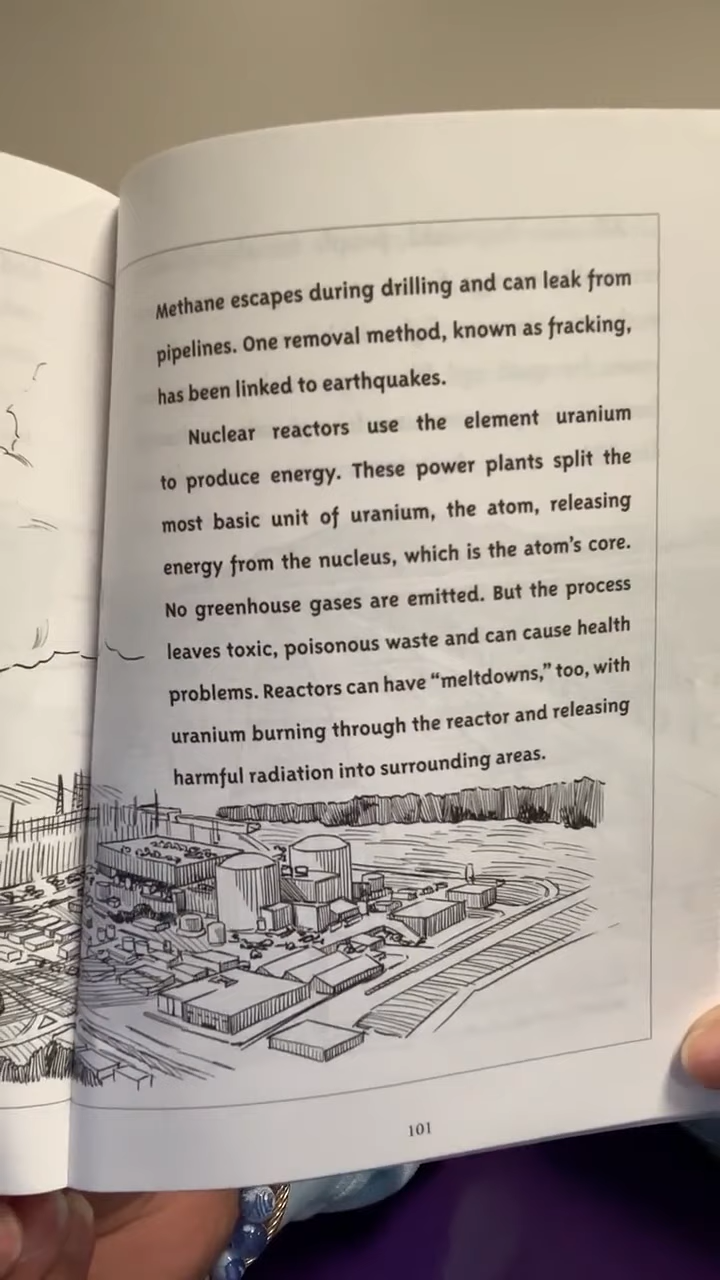 Methane escapes during drilling and can leak from
pipelines. One removal method, known as fracking,
has been linked to earthquakes.
Nuclear reactors use the element uranium
to produce energy. These power plants split the
most basic unit of uranium, the atom, releasing
energy from the nucleus, which is the atom’s core.
No greenhouse gases are emitted. But the process
leaves toxic, poisonous waste and can cause health
problems. Reactors can have “meltdowns,” too, with
uranium burning through the reactor and releasing
harmful radiation into surrounding areas.
101